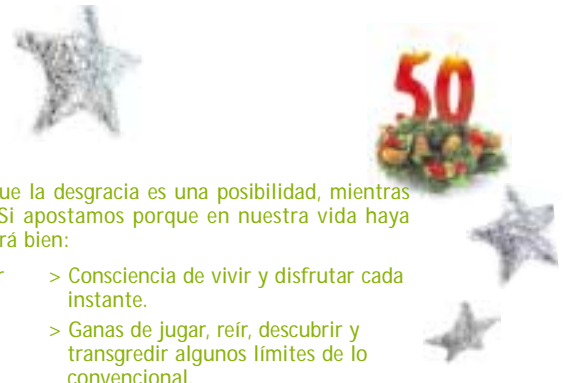 50
ue la desgracia es una posibilidad, mientras
Si apostamos porque en nuestra vida haya
rá bien:
r > Consciencia de vivir y disfrutar cada
instante.
> Ganas de jugar, reír, descubrir y
transgredir algunos límites de lo
convencional.